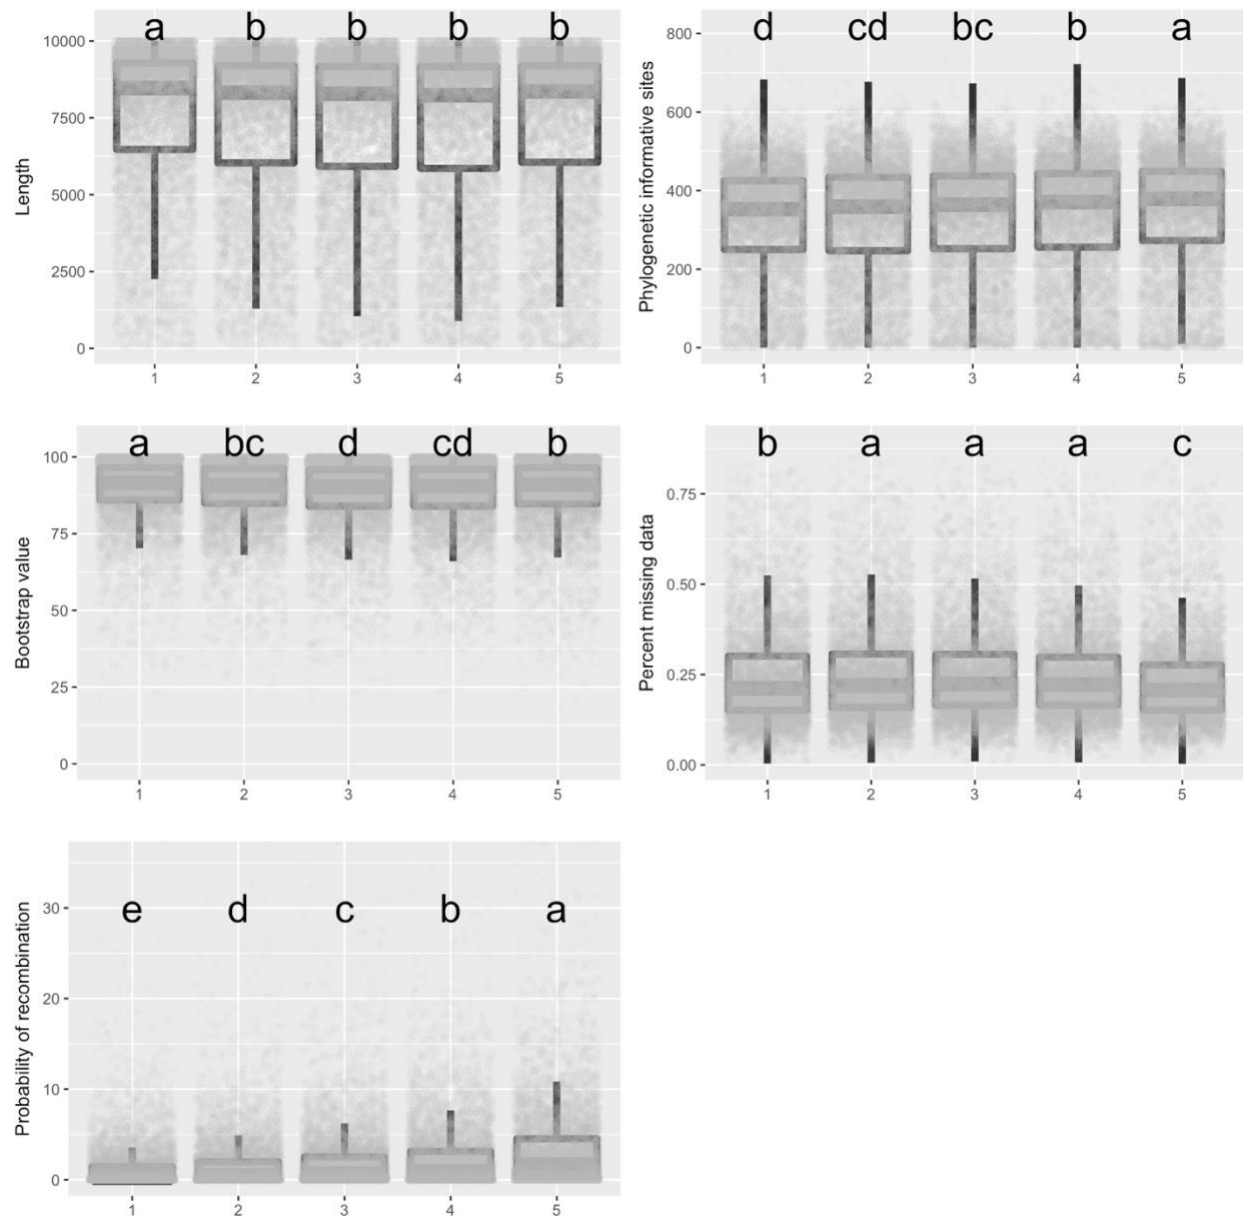 a b b b b
10000
7500
5000
2500
0
Length
1 2 3 4 5
d cd bc b a
800
600
400
200
0
Phylogenetic informative sites
1 2 3 4 5
a bc d cd b
100
75
50
25
0
Bootstrap value
1 2 3 4 5
b a a a c
0.75
0.50
0.25
0.00
Percent missing data
1 2 3 4 5
e d c b a
30
20
10
0
Probability of recombination
1 2 3 4 5